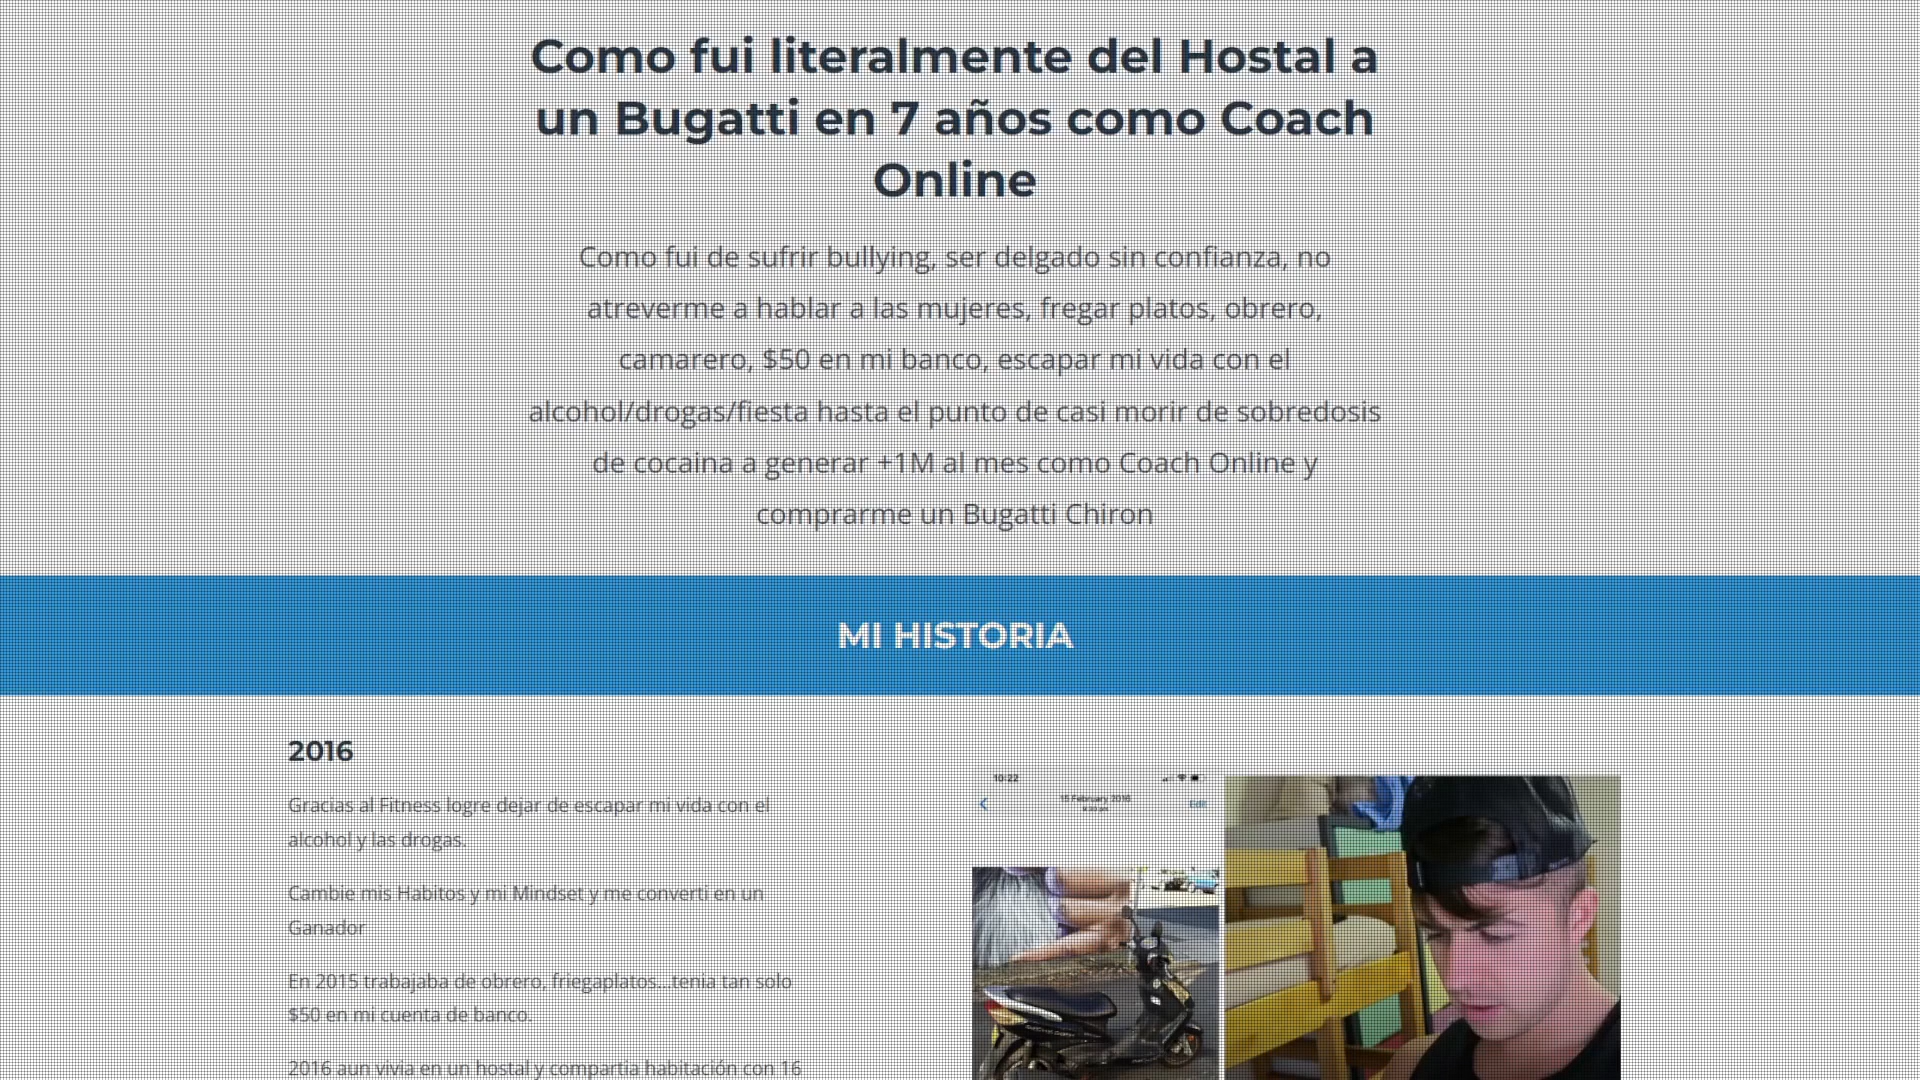 Como fui literalmente del Hostal a
un Bugatti en 7 años como Coach
Online
Como fui de sufrir bullying, ser delgado sin confianza, no
atreverme a hablar a las mujeres, fregar platos, obrero,
camarero, $50 en mi banco, escapar mi vida con el
alcohol/drogas/fiesta hasta el punto de casi morir de sobredosis
de cocaina a generar +1M al mes como Coach Online y
comprarme un Bugatti Chiron
MI HISTORIA
2016
Gracias al Fitness logre dejar de escapar mi vida con el
alcohol y las drogas.
Cambie mis Habitos y mi Mindset y me converti en un
Ganador
En 2015 trabajaba de obrero, friegaplatos...tenia tan solo
$50 en mi cuenta de banco.
2016 aun vivia en un hostal y compartia habitación con 16
10:22
15 February 2016
Edit